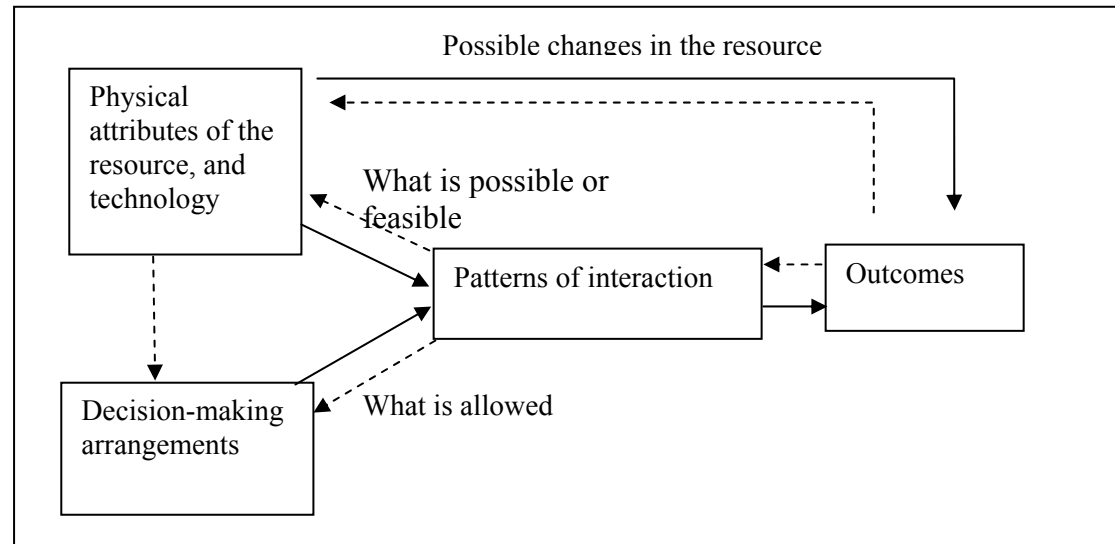 Possible changes in the resource
Physical
attributes of the
resource, and
technology
What is possible or
feasible
Patterns of interaction
Outcomes
Decision-making
arrangements
What is allowed